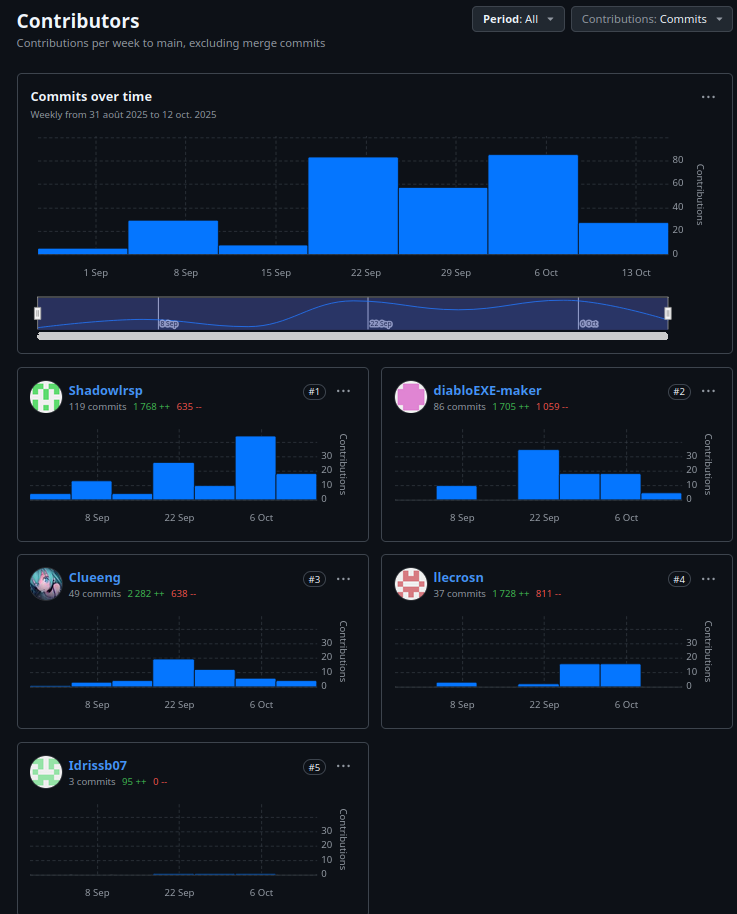 Contributors
Period: All
Contributions: Commits
Contributions per week to main, excluding merge commits
Commits over time
Weekly from 31 août 2025 to 12 oct. 2025
80
60
40
20
0
Contributions
1 Sep 8 Sep 15 Sep 22 Sep 29 Sep 6 Oct 13 Oct
8 Sep 22 Sep 6 Oct
Shadowlrsp #1
119 commits 1 768 ++ 635 --
30
20
10
0
Contributions
8 Sep 22 Sep 6 Oct
diabloEXE-maker #2
86 commits 1 705 ++ 1 059 --
30
20
10
0
Contributions
8 Sep 22 Sep 6 Oct
Clueeng #3
49 commits 2 282 ++ 638 --
30
20
10
0
Contributions
8 Sep 22 Sep 6 Oct
llecrosn #4
37 commits 1 728 ++ 811 --
30
20
10
0
Contributions
8 Sep 22 Sep 6 Oct
Idrissb07 #5
3 commits 95 ++ 0 --
30
20
10
0
Contributions
8 Sep 22 Sep 6 Oct